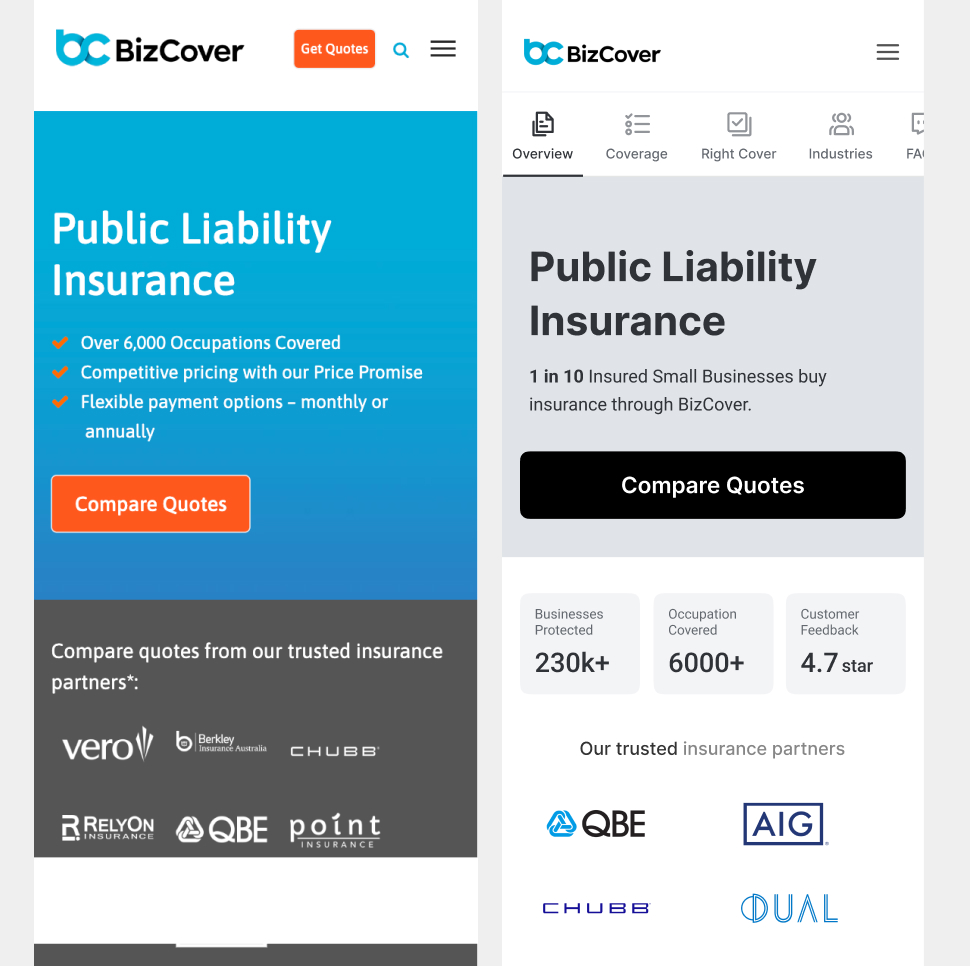 bc BizCover
Get Quotes
Public Liability
Insurance
Over 6,000 Occupations Covered
Competitive pricing with our Price Promise
Flexible payment options – monthly or
annually
Compare Quotes
Compare quotes from our trusted insurance
partners*:
vero
Berkley
Insurance Australia
CHUBB®
RELYON
INSURANCE
QBE
point
INSURANCE
bc BizCover
Overview
Coverage
Right Cover
Industries
FAQ
Public Liability
Insurance
1 in 10 Insured Small Businesses buy
insurance through BizCover.
Compare Quotes
Businesses
Protected
230k+
Occupation
Covered
6000+
Customer
Feedback
4.7 star
Our trusted insurance partners
QBE
AIG
CHUBB®
DUAL